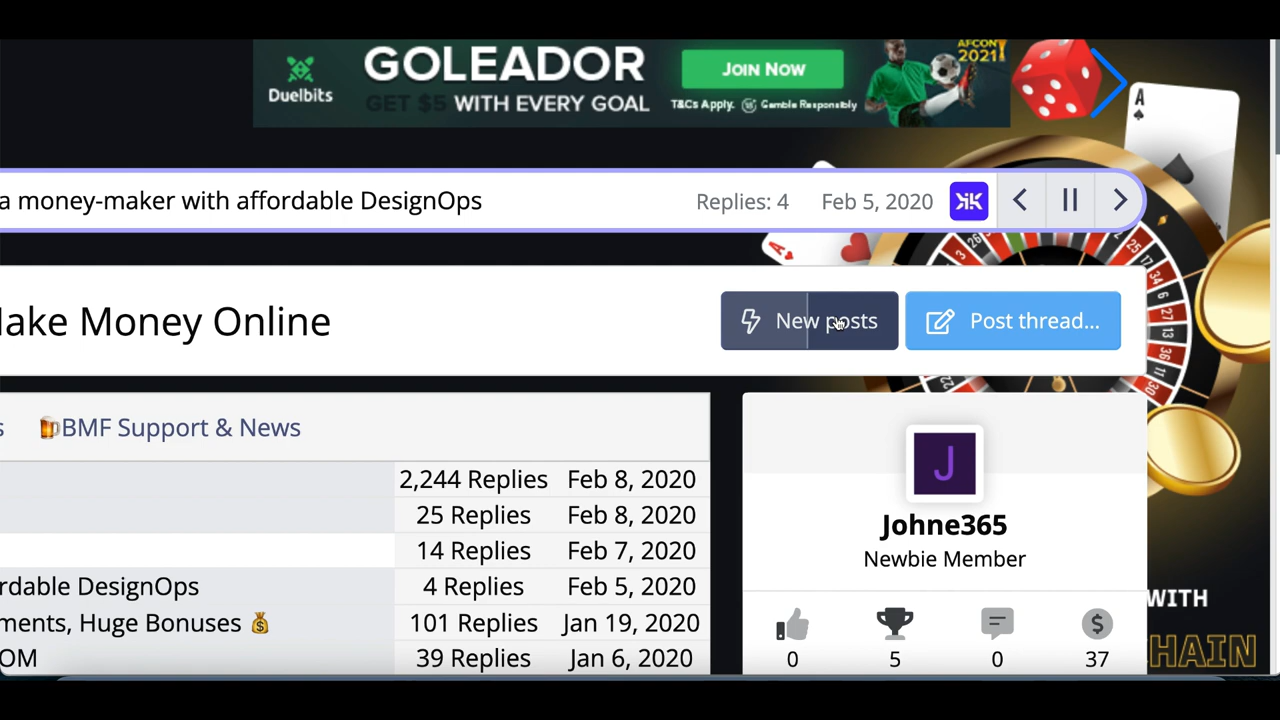 GOLEADOR
Duelbits
GET $5 WITH EVERY GOAL
JOIN NOW
T&Cs Apply. 18 Gamble Responsibly
AFCON
2021
A
a money-maker with affordable DesignOps
Replies: 4 Feb 5, 2020
A
ake Money Online
New posts
Post thread...
s 🍺BMF Support & News
2,244 Replies Feb 8, 2020
25 Replies Feb 8, 2020
14 Replies Feb 7, 2020
rdable DesignOps 4 Replies Feb 5, 2020
ments, Huge Bonuses 💰 101 Replies Jan 19, 2020
OM 39 Replies Jan 6, 2020
J
Johne365
Newbie Member
0 5 0 37
WITH
HAIN